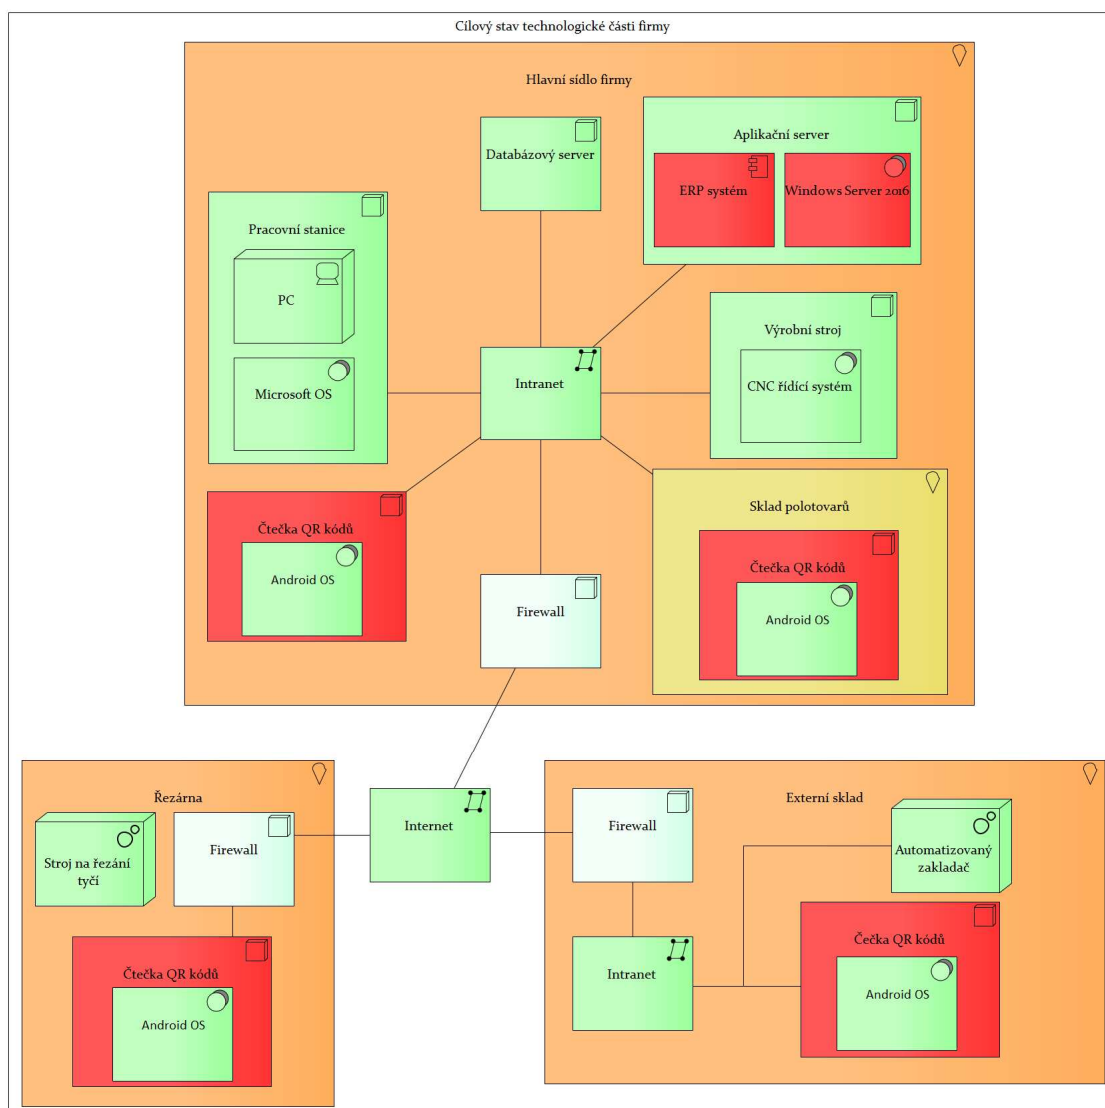 Cílový stav technologické části firmy
Hlavní sídlo firmy
Databázový server
Aplikační server
ERP systém
Windows Server 2016
Pracovní stanice
PC
Microsoft OS
Intranet
Výrobní stroj
CNC řídící systém
Čtečka QR kódů
Android OS
Firewall
Sklad polotovarů
Čtečka QR kódů
Android OS
Řezárna
Stroj na řezání
tyčí
Firewall
Čtečka QR kódů
Android OS
Internet
Externí sklad
Firewall
Automatizovaný
zakladač
Intranet
Čečka QR kódů
Android OS